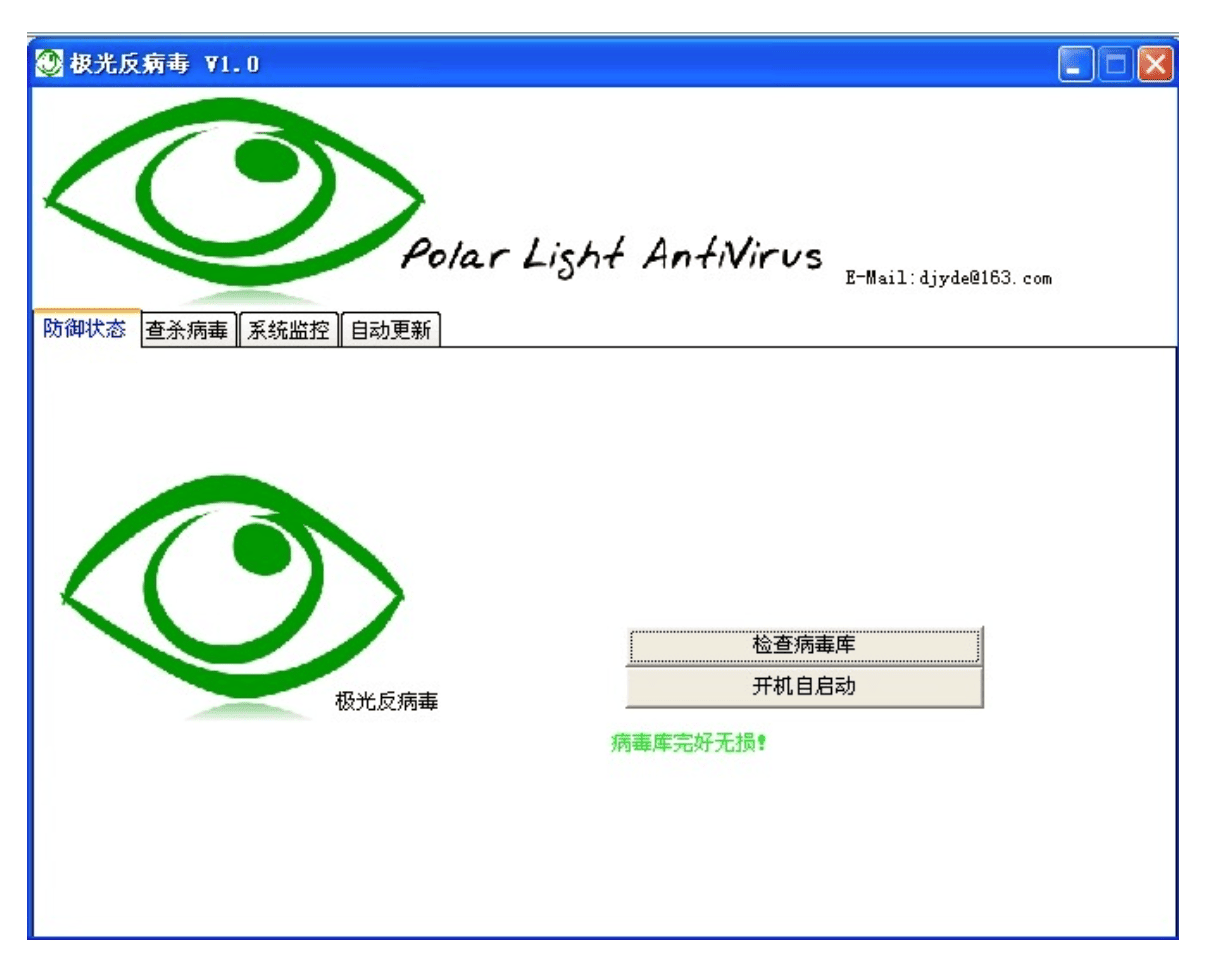 极光反病毒 V1.0
Polar Light AntiVirus
E-Mail:djyde@163.com
防御状态 查杀病毒 系统监控 自动更新
检查病毒库
开机自启动
极光反病毒
病毒库完好无损!